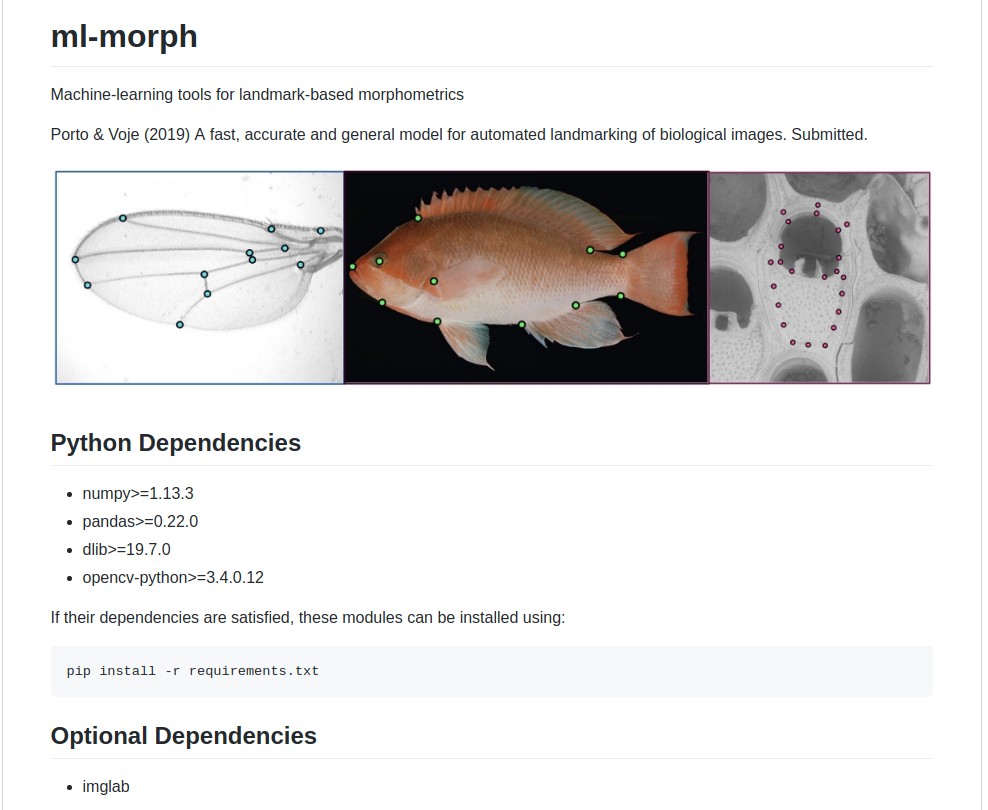 ml-morph
Machine-learning tools for landmark-based morphometrics
Porto & Voje (2019) A fast, accurate and general model for automated landmarking of biological images. Submitted.
Python Dependencies
numpy>=1.13.3
pandas>=0.22.0
dlib>=19.7.0
opencv-python>=3.4.0.12
If their dependencies are satisfied, these modules can be installed using:
pip install -r requirements.txt
Optional Dependencies
imglab